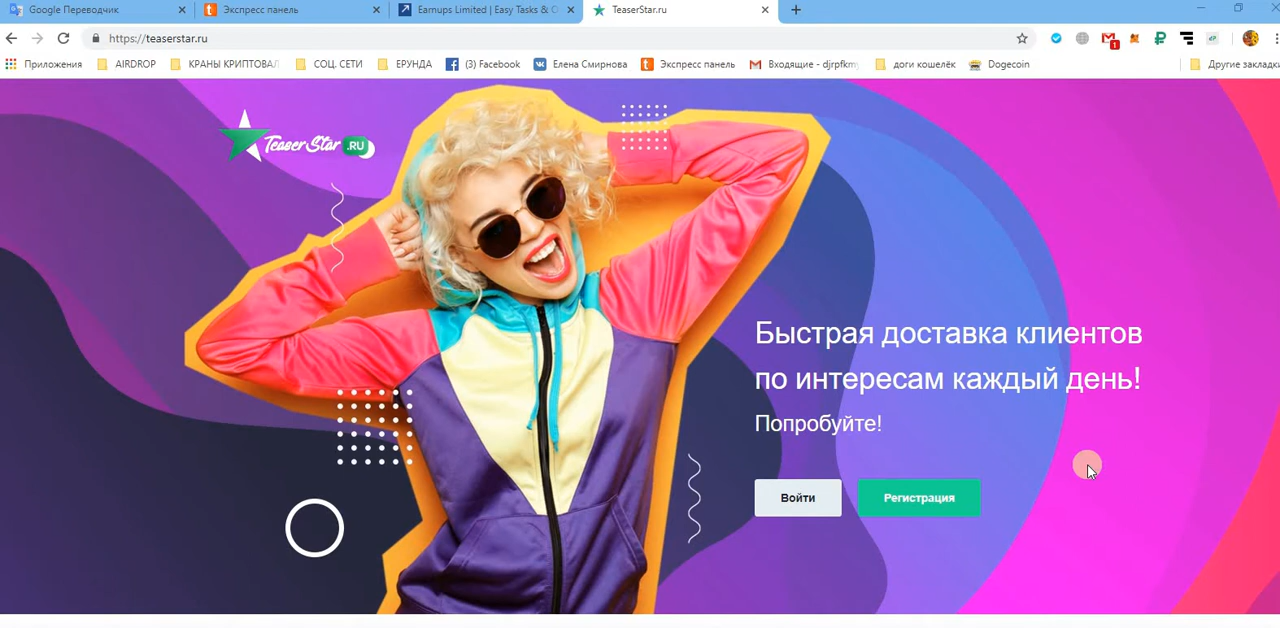 Google Переводчик
Экспресс панель
Earnups Limited | Easy Tasks & O
TeaserStar.ru
https://teaserstar.ru
1
Приложения
AIRDROP
КРАНЫ КРИПТОВАЛ
СОЦ. СЕТИ
ЕРУНДА
(3) Facebook
Елена Смирнова
Экспресс панель
Входящие - djrpfkm
доги кошелёк
Dogecoin
Другие закладки
TeaserStar .RU
Быстрая доставка клиентов
по интересам каждый день!
Попробуйте!
Войти
Регистрация